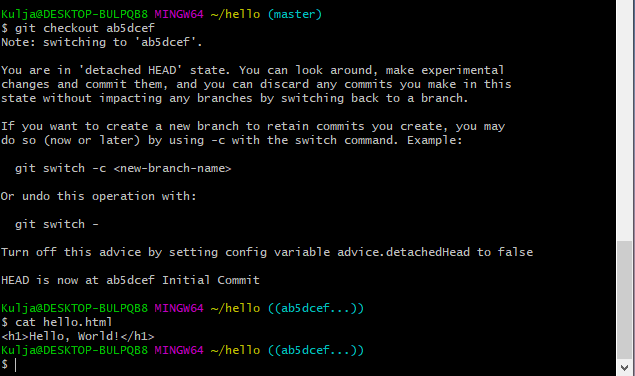 Kulja@DESKTOP-BULPQB8 MINGW64 ~/hello (master)
$ git checkout ab5dcef
Note: switching to 'ab5dcef'.
You are in 'detached HEAD' state. You can look around, make experimental
changes and commit them, and you can discard any commits you make in this
state without impacting any branches by switching back to a branch.
If you want to create a new branch to retain commits you create, you may
do so (now or later) by using -c with the switch command. Example:
git switch -c <new-branch-name>
Or undo this operation with:
git switch -
Turn off this advice by setting config variable advice.detachedHead to false
HEAD is now at ab5dcef Initial Commit
Kulja@DESKTOP-BULPQB8 MINGW64 ~/hello ((ab5dcef...))
$ cat hello.html
<h1>Hello, World!</h1>
Kulja@DESKTOP-BULPQB8 MINGW64 ~/hello ((ab5dcef...))
$